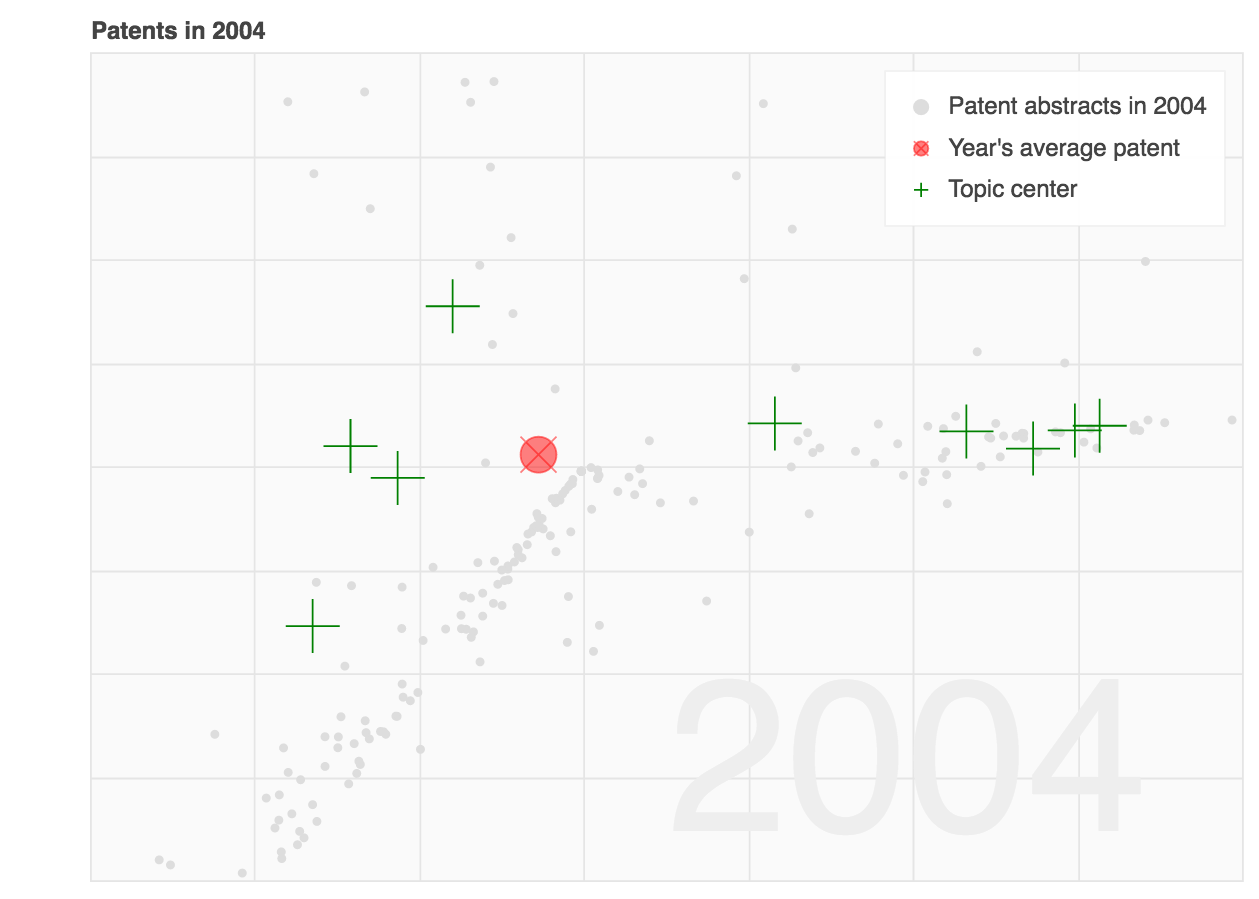 Patents in 2004
Patent abstracts in 2004
Year's average patent
Topic center
2004